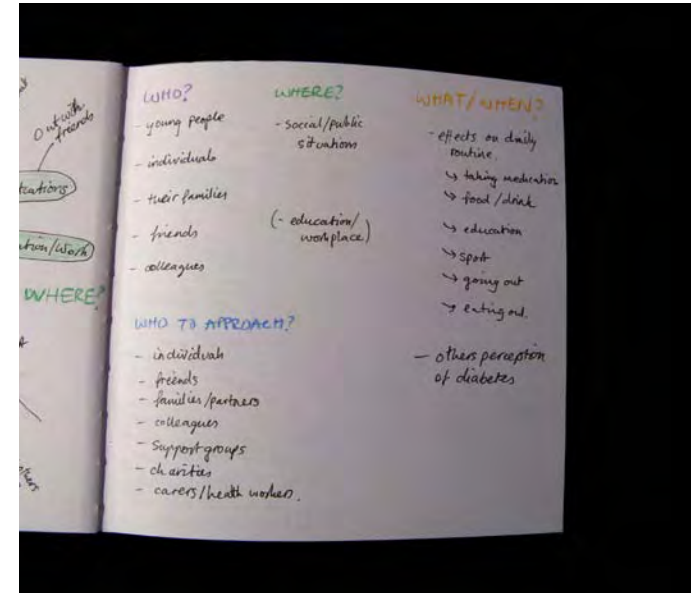 Out with
friends
cations
ation/Work
WHERE?
WHO?
- young people
- individuals
- their families
- friends
- colleagues
WHERE?
- social/public
situations
(- education/
workplace)
WHAT/WHEN?
- effects on daily
routine.
↳ taking medication
↳ food/drink
↳ education
↳ sport
↳ going out
↳ eating out.
- others perception
of diabetes
WHO TO APPROACH?
- individuals
- friends
- families/partners
- colleagues
- Support groups
- charities
- carers/health workers.